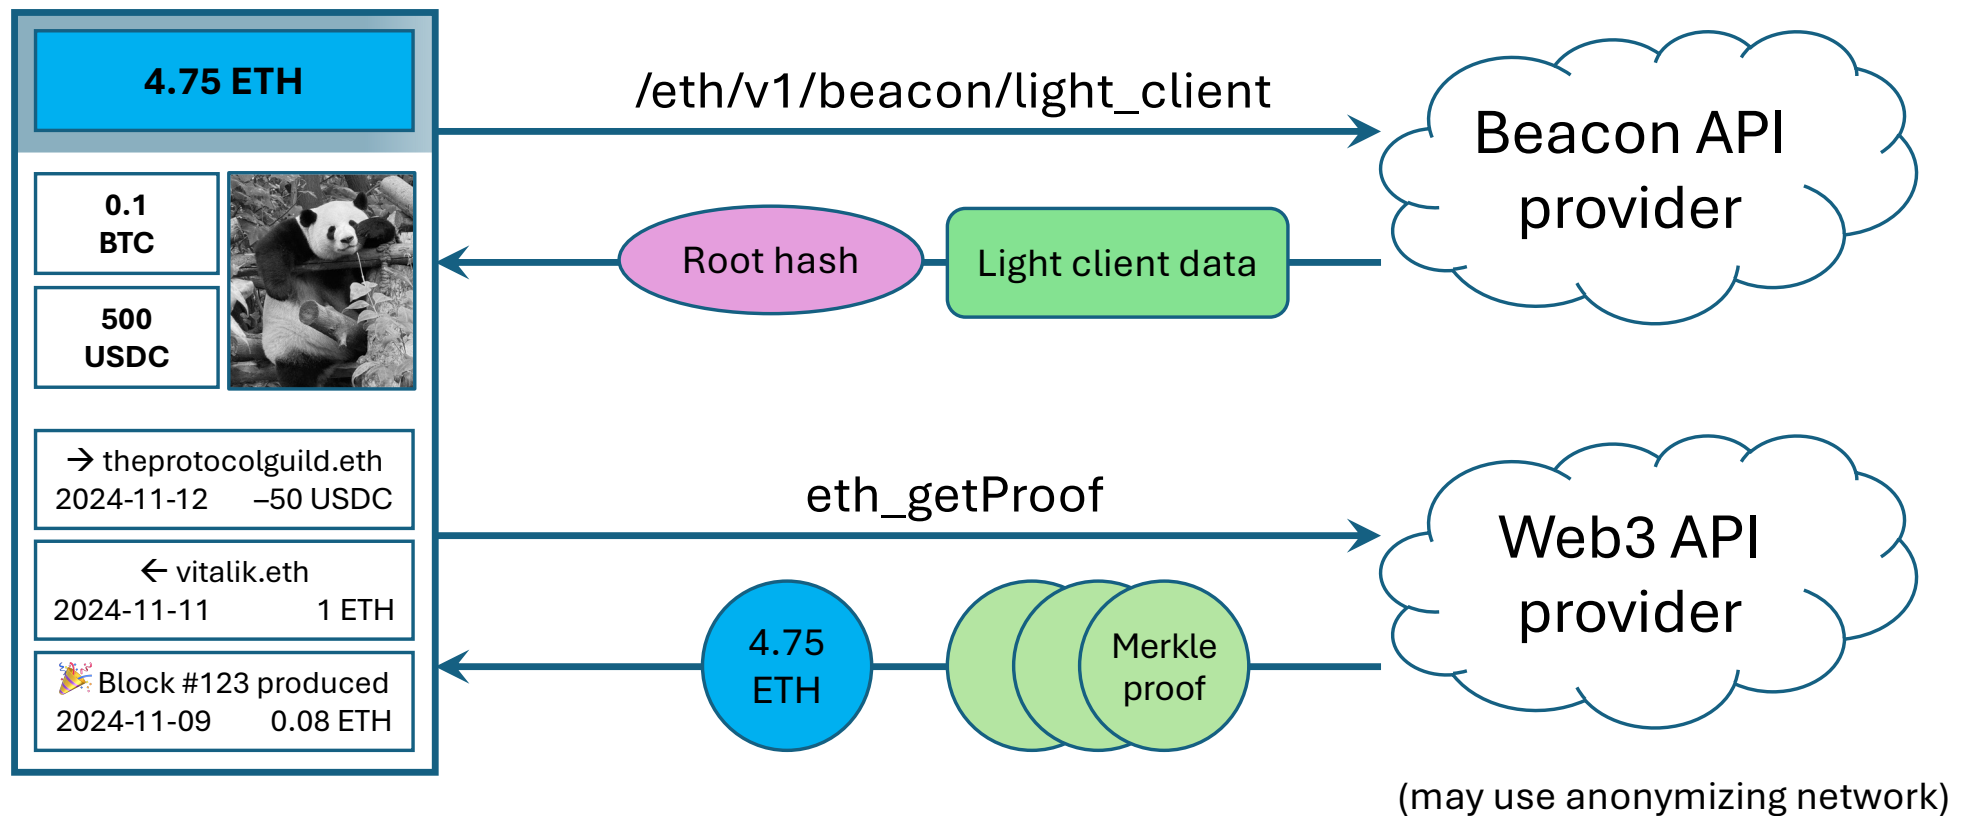 4.75 ETH
0.1
BTC
500
USDC
→ theprotocolguild.eth
2024-11-12 –50 USDC
← vitalik.eth
2024-11-11 1 ETH
🎉 Block #123 produced
2024-11-09 0.08 ETH
/eth/v1/beacon/light_client
Root hash
Light client data
Beacon API
provider
eth_getProof
4.75
ETH
Merkle
proof
Web3 API
provider
(may use anonymizing network)